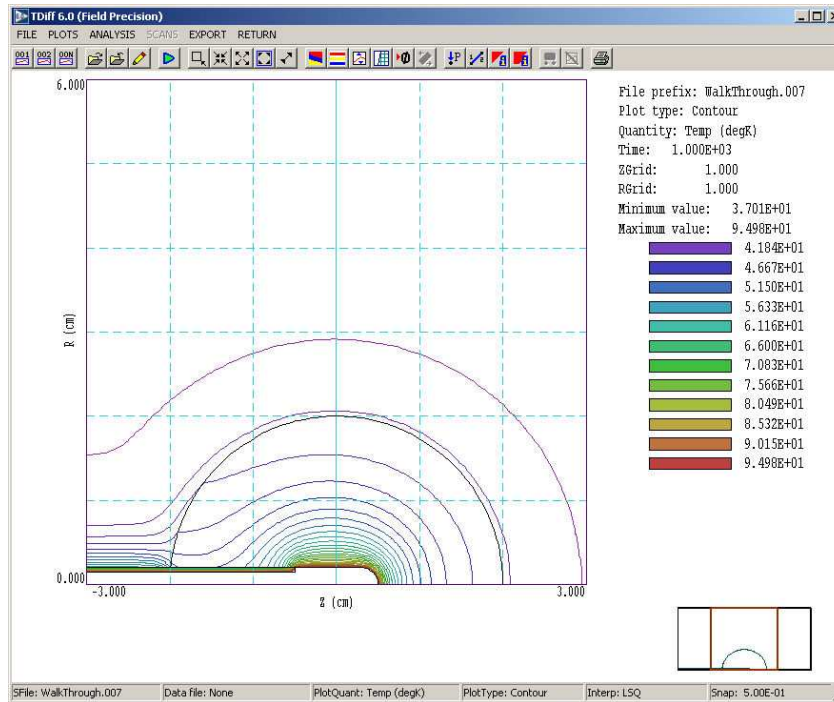 TDiff 6.0 (Field Precision)
FILE PLOTS ANALYSIS SCANS EXPORT RETURN
001 002 00N
6.000
R (cm)
0.000
-3.000
Z (cm)
3.000
File prefix: WalkThrough.007
Plot type: Contour
Quantity: Temp (degK)
Time: 1.000E+03
ZGrid: 1.000
RGrid: 1.000
Minimum value: 3.701E+01
Maximum value: 9.498E+01
4.184E+01
4.667E+01
5.150E+01
5.633E+01
6.116E+01
6.600E+01
7.083E+01
7.566E+01
8.049E+01
8.532E+01
9.015E+01
9.498E+01
SFile: WalkThrough.007 Data file: None PlotQuant: Temp (degK) PlotType: Contour Interp: LSQ Snap: 5.00E-01